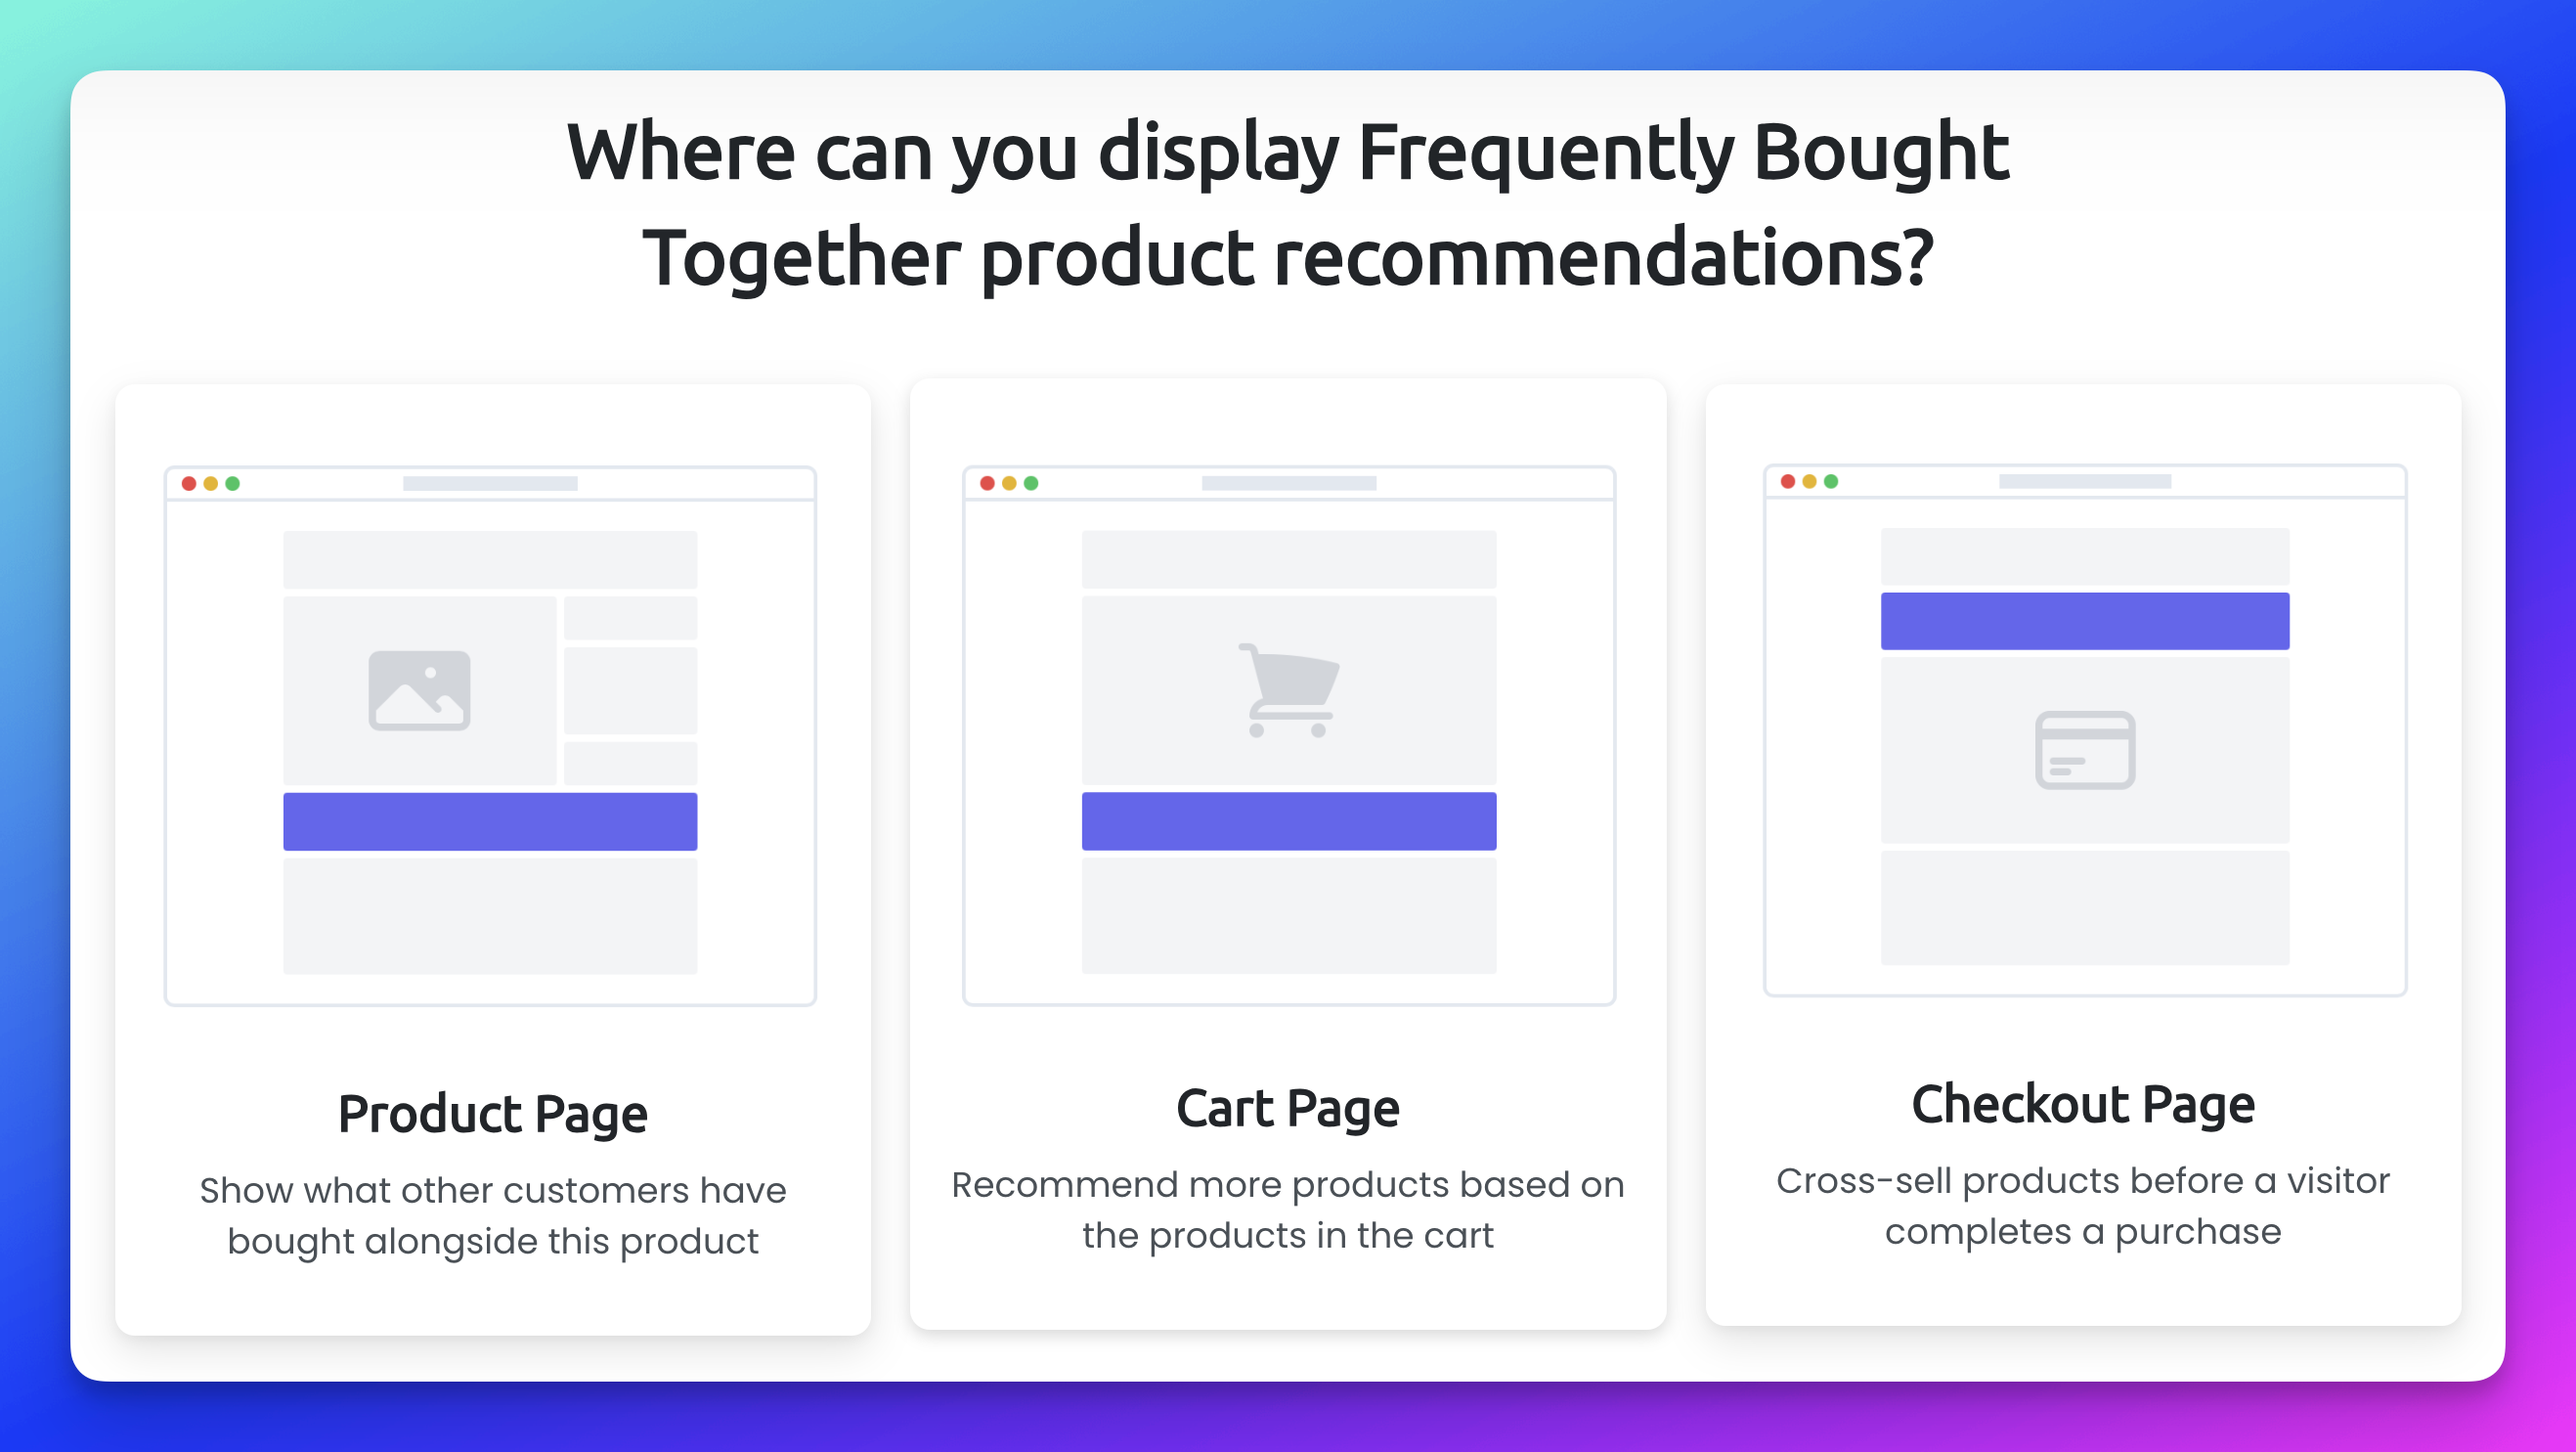 Where can you display Frequently Bought
Together product recommendations?
Product Page
Show what other customers have
bought alongside this product
Cart Page
Recommend more products based on
the products in the cart
Checkout Page
Cross-sell products before a visitor
completes a purchase